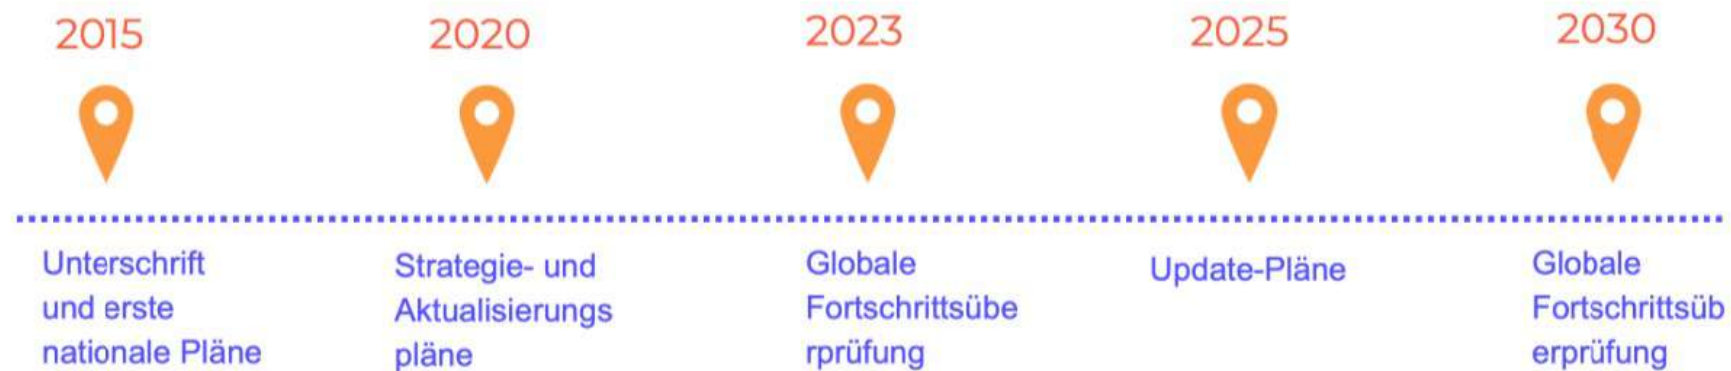 2015
2020
2023
2025
2030
Unterschrift
und erste
nationale Pläne
Strategie- und
Aktualisierungs
pläne
Globale
Fortschrittsübe
rprüfung
Update-Pläne
Globale
Fortschrittsüb
erprüfung